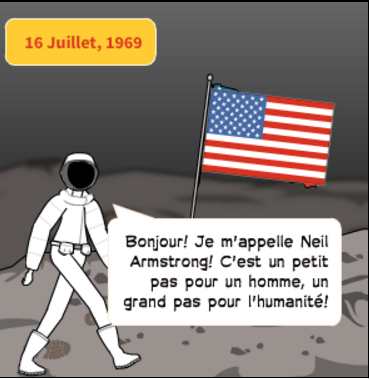 16 Juillet, 1969
Bonjour! Je m'appelle Neil
Armstrong! C'est un petit
pas pour un homme, un
grand pas pour l'humanité!